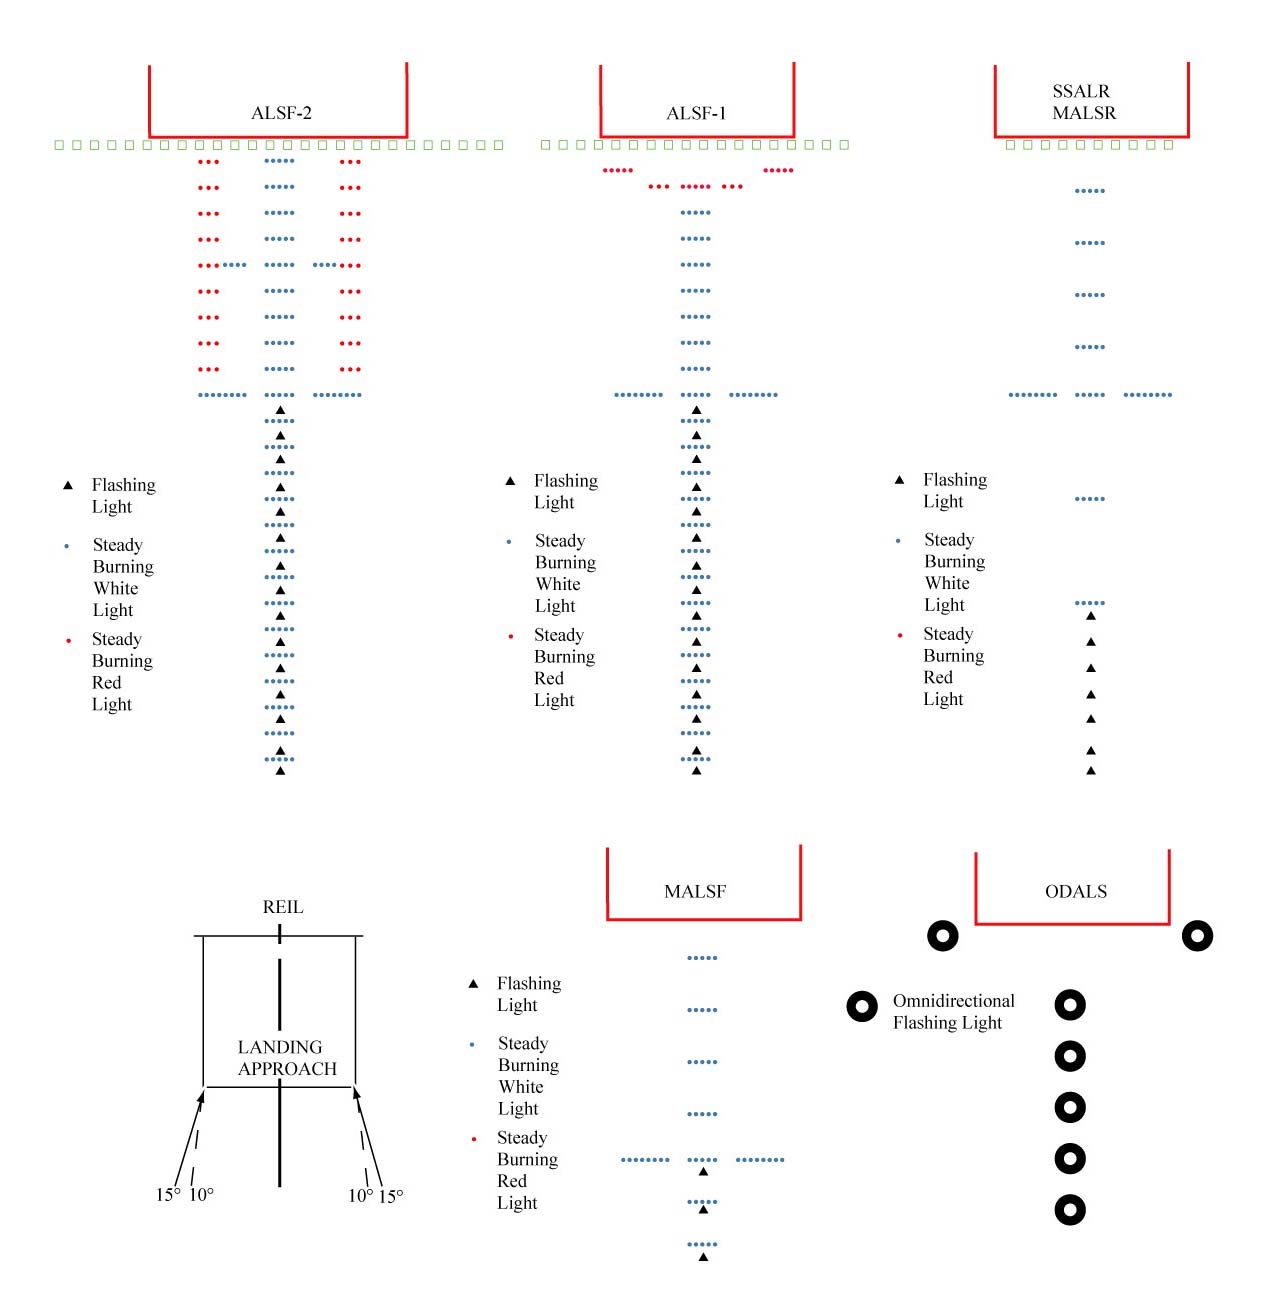 ALSF-2
Flashing
Light
Steady
Burning
White
Light
Steady
Burning
Red
Light
ALSF-1
Flashing
Light
Steady
Burning
White
Light
Steady
Burning
Red
Light
SSALR
MALSR
Flashing
Light
Steady
Burning
White
Light
Steady
Burning
Red
Light
REIL
LANDING
APPROACH
15° 10°
10° 15°
MALSF
Flashing
Light
Steady
Burning
White
Light
Steady
Burning
Red
Light
ODALS
Omnidirectional
Flashing Light